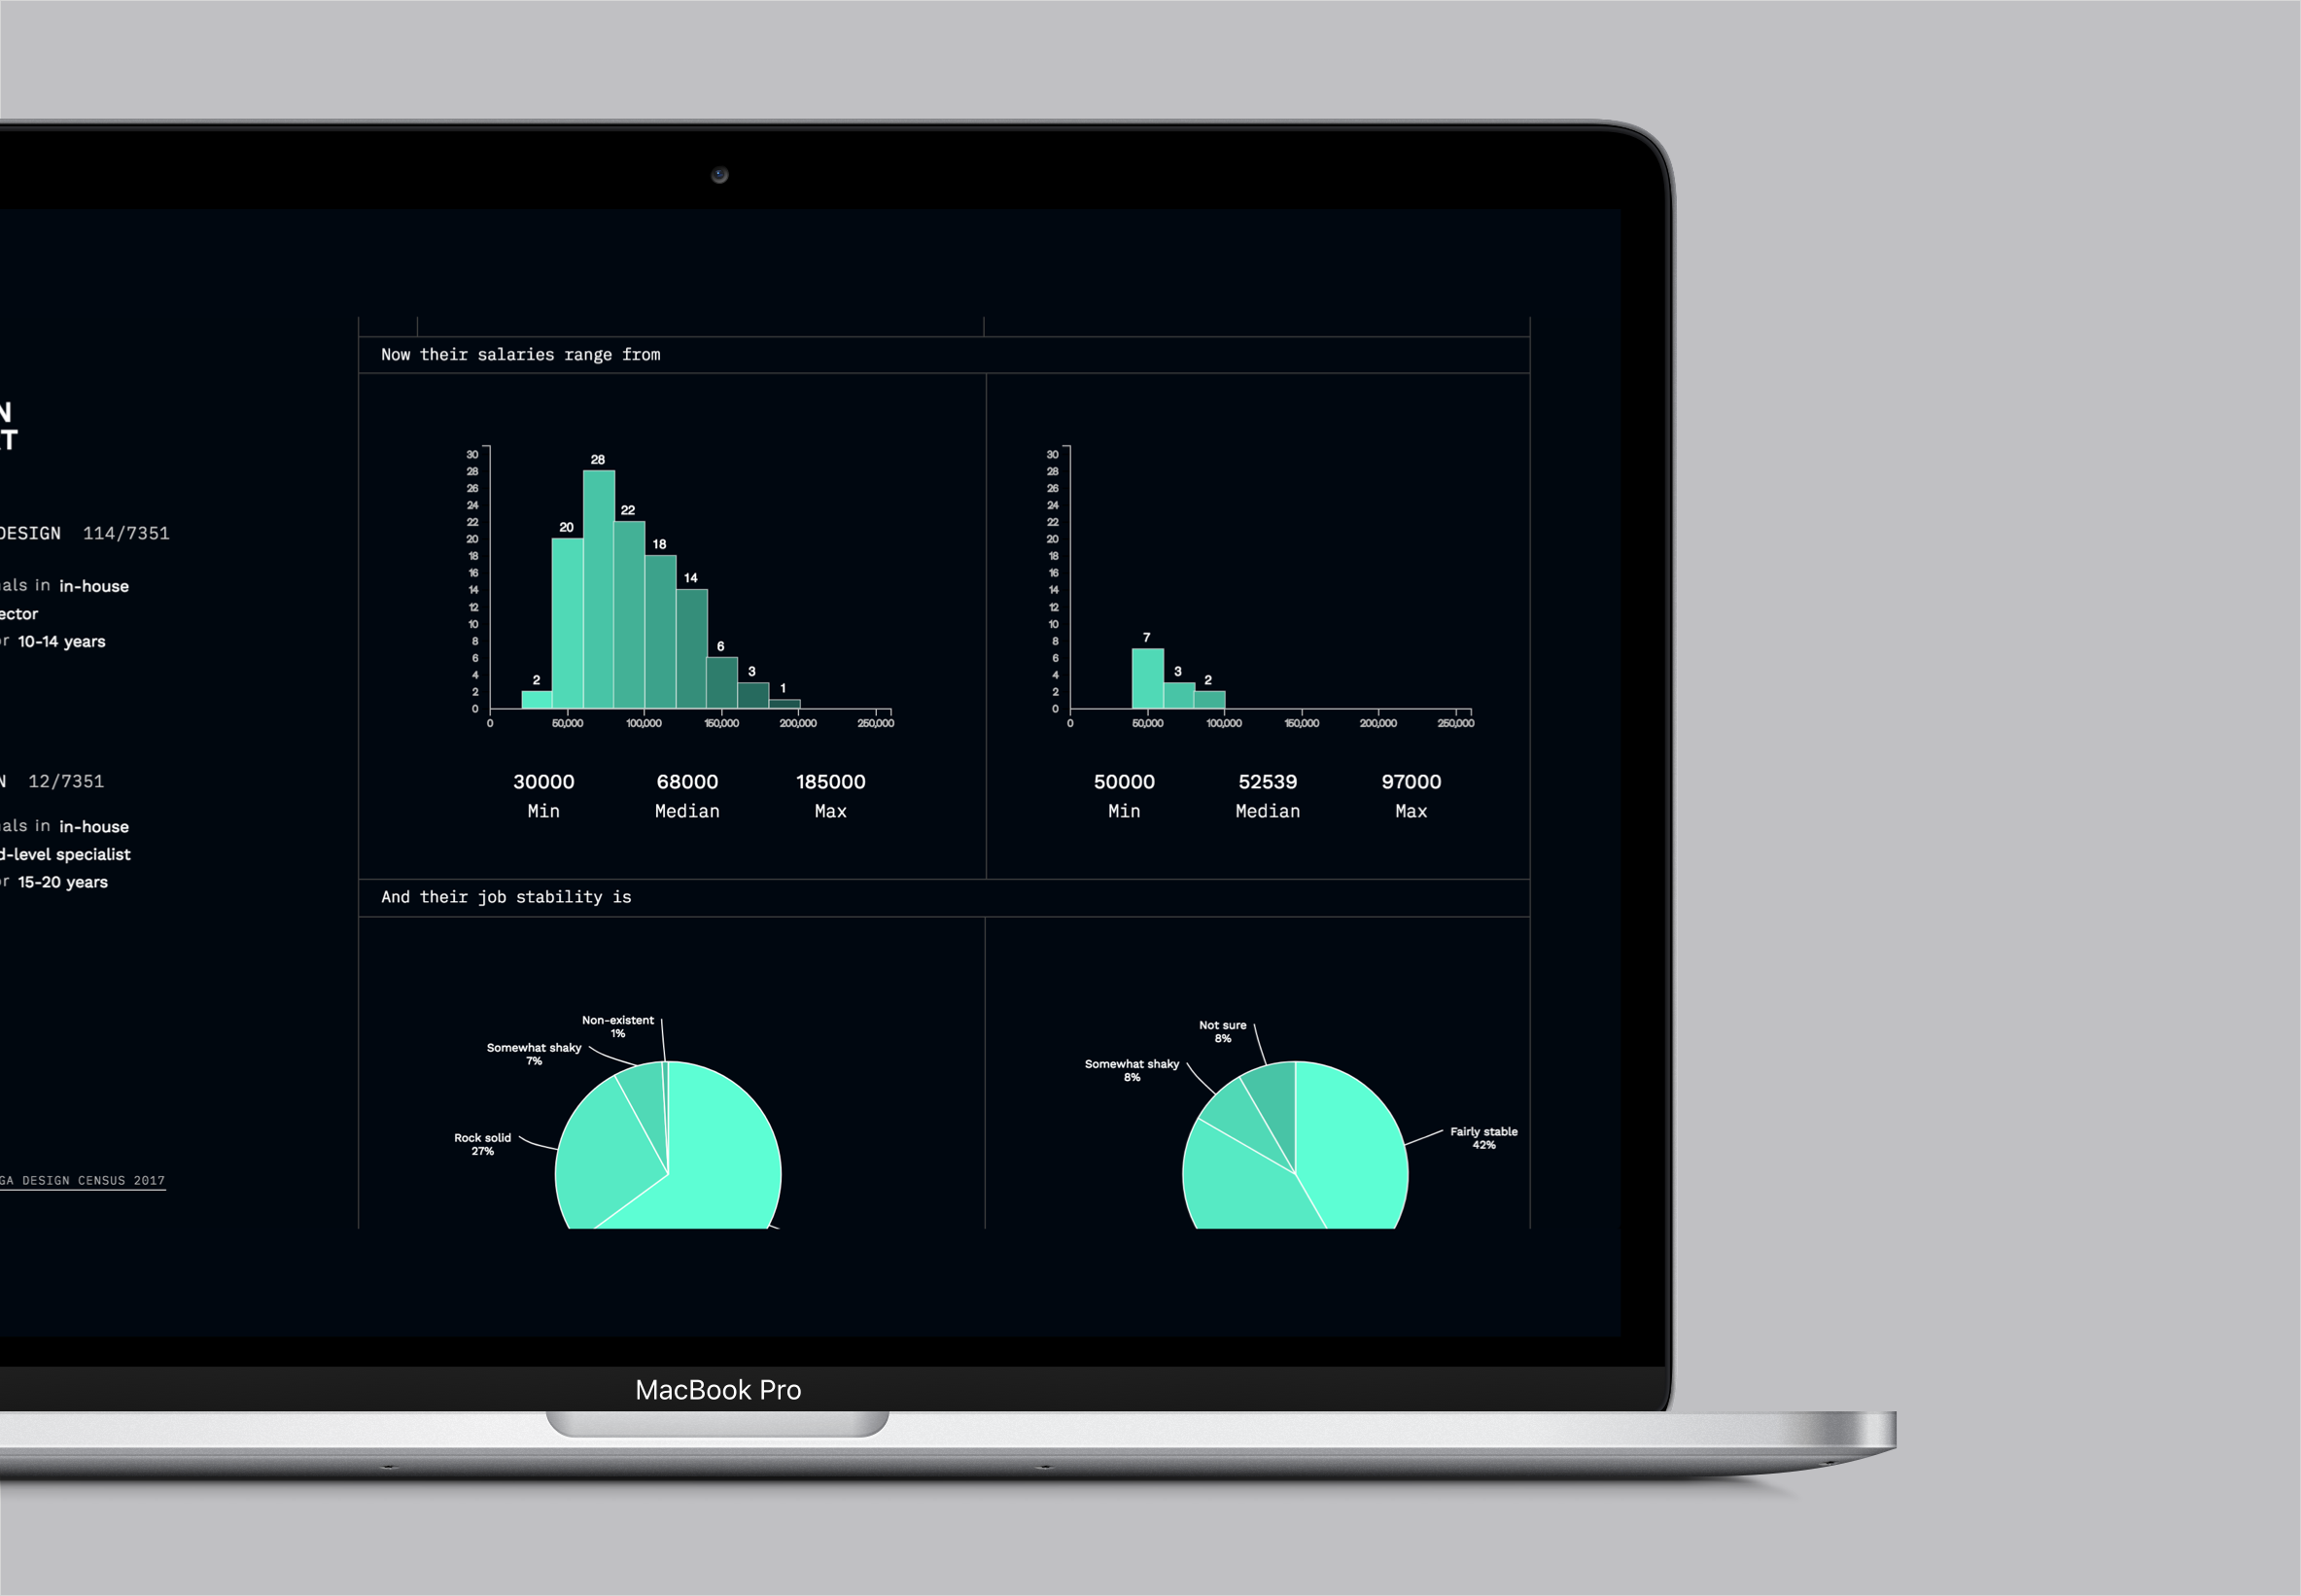 N
T
DESIGN 114/7351
als in in-house
ector
r 10-14 years
N 12/7351
als in in-house
d-level specialist
r 15-20 years
GA DESIGN CENSUS 2017
Now their salaries range from
30
28
26
24
22
20
18
16
14
12
10
8
6
4
2
0
2
20
28
22
18
14
6
3
1
0 50,000 100,000 150,000 200,000 250,000
30000 68000 185000
Min Median Max
30
28
26
24
22
20
18
16
14
12
10
8
6
4
2
0
7
3
2
0 50,000 100,000 150,000 200,000 250,000
50000 52539 97000
Min Median Max
And their job stability is
Non-existent
1%
Somewhat shaky
7%
Rock solid
27%
Not sure
8%
Somewhat shaky
8%
Fairly stable
42%
MacBook Pro